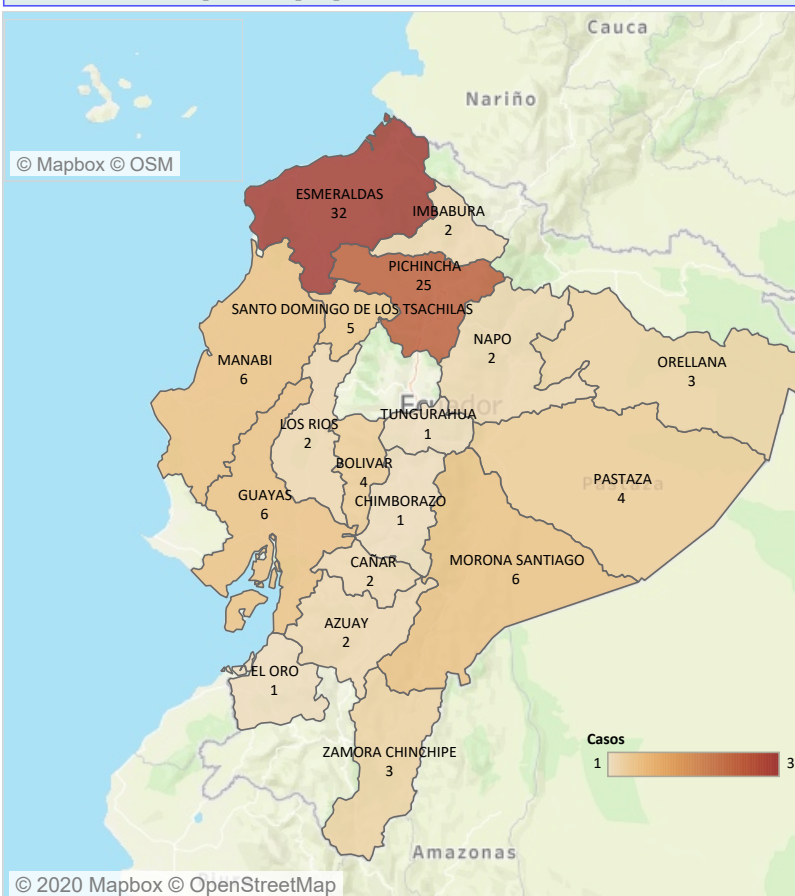 Cauca
Nariño
© Mapbox © OSM
ESMERALDAS
32
IMBABURA
2
PICHINCHA
25
SANTO DOMINGO DE LOS TSACHILAS
5
NAPO
2
MANABI
6
ORELLANA
3
Ecuador
TUNGURAHUA
1
LOS RIOS
2
BOLIVAR
4
PASTAZA
Pastaza
4
GUAYAS
6
CHIMBORAZO
1
MORONA SANTIAGO
6
CAÑAR
2
AZUAY
2
EL ORO
1
Casos
1 3
ZAMORA CHINCHIPE
3
Amazonas
© 2020 Mapbox © OpenStreetMap